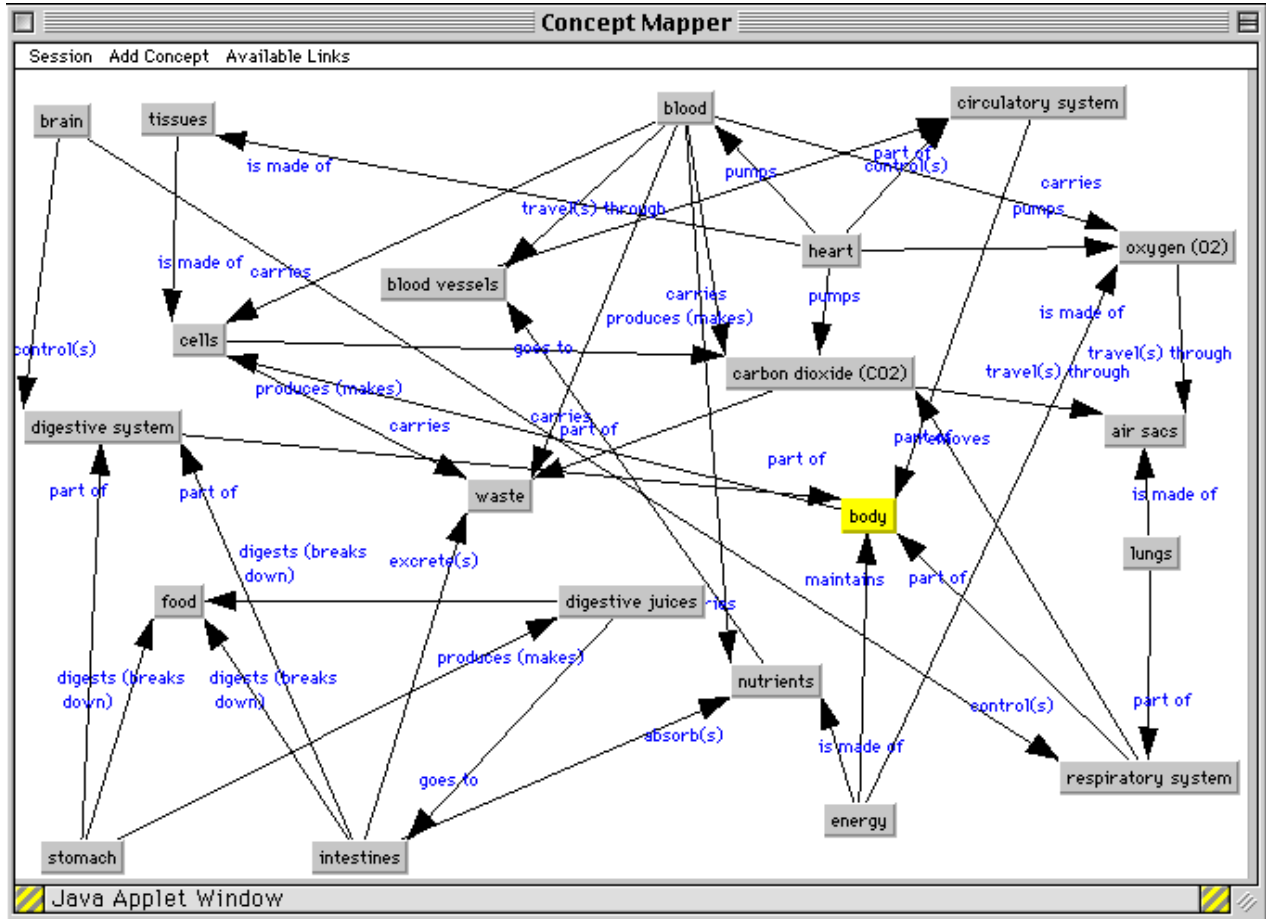 Concept Mapper
Session Add Concept Available Links
circulatory system
blood
brain
tissues
part of
is made of
pumps
control(s)
carries
travel(s) through
pumps
heart
oxygen (O2)
is made of
carries
blood vessels
carries
pumps
is made of
produces (makes)
cells
goes to
control(s)
travel(s) through
carbon dioxide (CO2)
travel(s) through
produces (makes)
carries
digestive system
carries
part of
part of
removes
air sacs
part of
part of
part of
waste
is made of
body
digests (breaks
down)
excrete(s)
lungs
maintains
part of
food
digestive juices
produces (makes)
digests (breaks
down)
digests (breaks
down)
nutrients
control(s)
part of
absorb(s)
is made of
goes to
respiratory system
energy
stomach
intestines
Java Applet Window